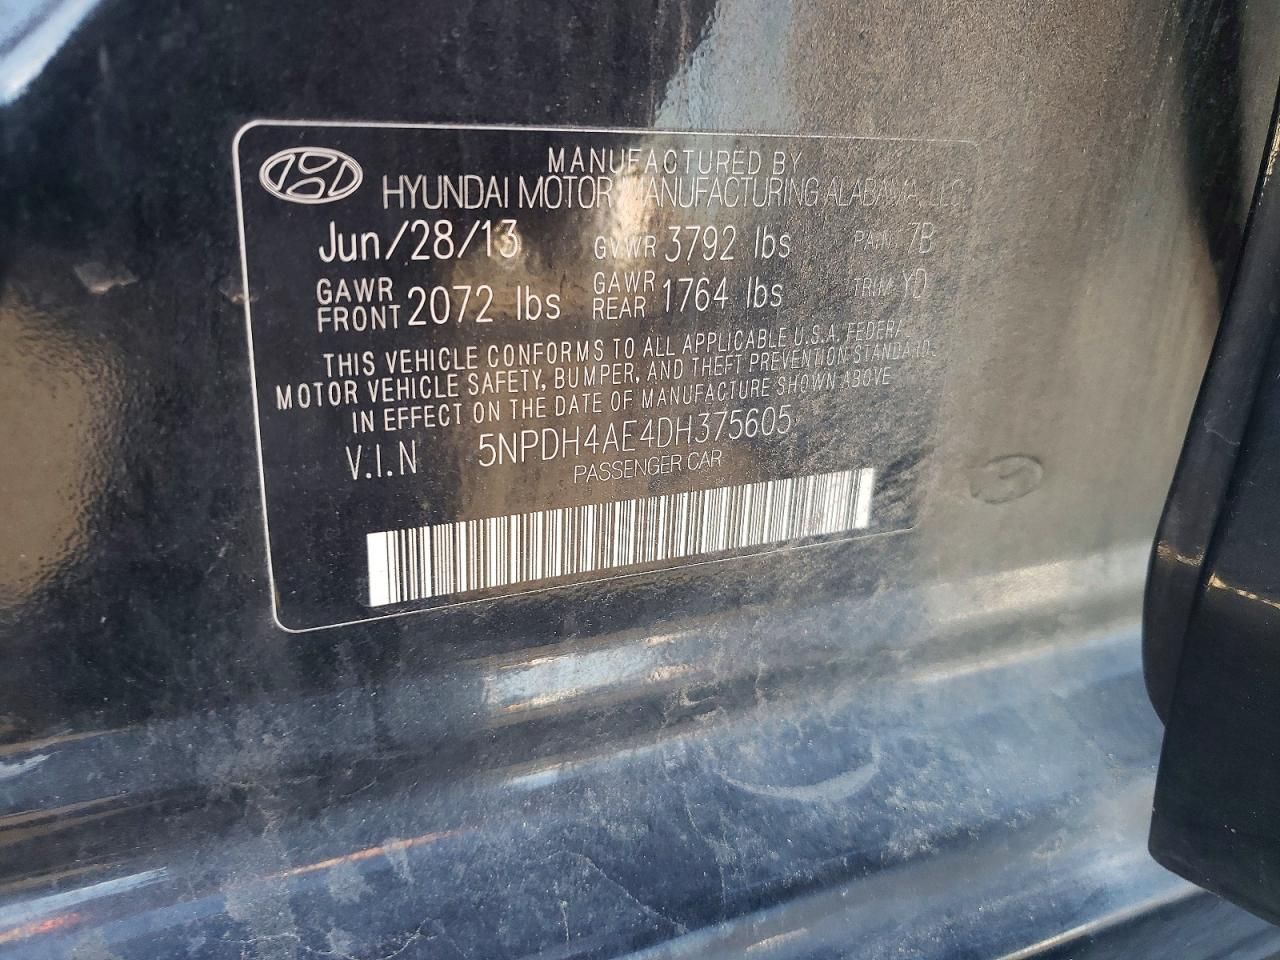 MANUFACTURED BY
HYUNDAI MOTOR MANUFACTURING ALABAMA, LLC
Jun/28/13 GVWR 3792 lbs PAINT 7B
GAWR FRONT 2072 lbs GAWR REAR 1764 lbs TRIM YD
THIS VEHICLE CONFORMS TO ALL APPLICABLE U.S.A. FEDERAL
MOTOR VEHICLE SAFETY, BUMPER, AND THEFT PREVENTION STANDARDS
IN EFFECT ON THE DATE OF MANUFACTURE SHOWN ABOVE
V.I.N 5NPDH4AE4DH375605
PASSENGER CAR